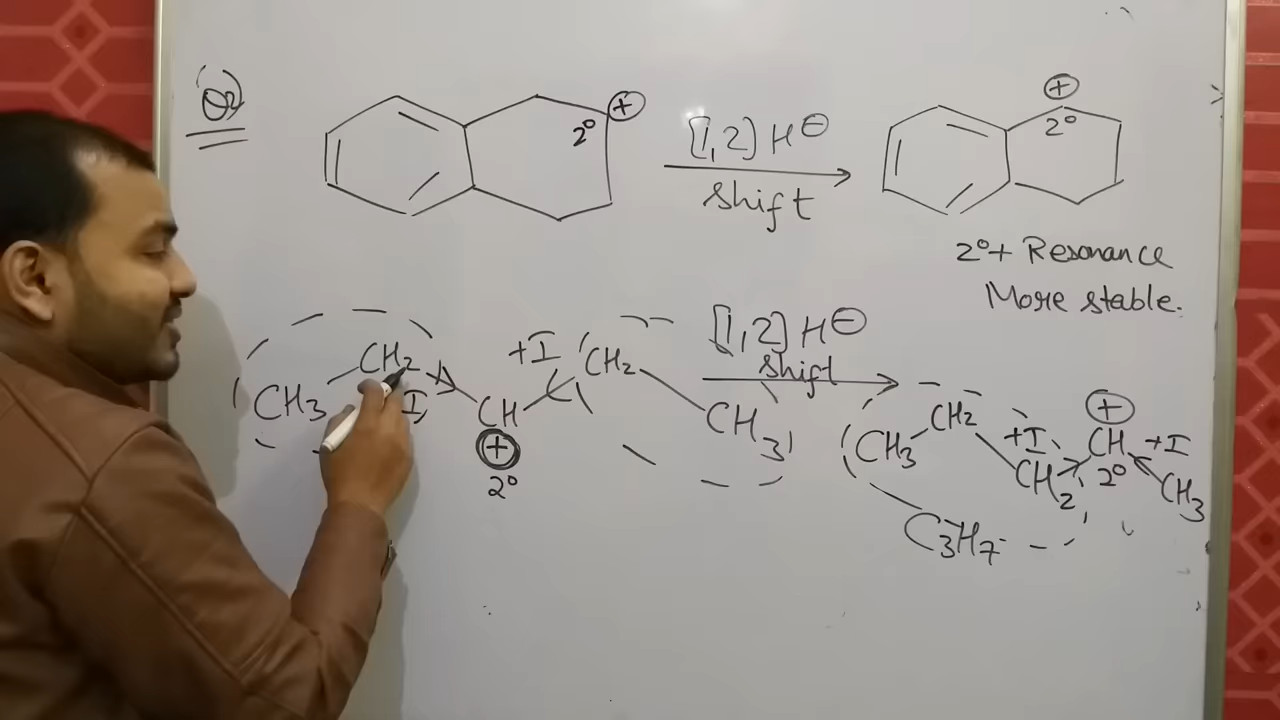 Q2
⊕
2°
[1,2] H⊖
Shift
⊕
2°
2°+ Resonance
More stable.
CH3
CH2
I
CH
⊕
2°
+I
CH2
CH3
[1,2] H⊖
Shift
CH3
CH2
+I
CH2
⊕
CH
2°
+I
CH3
C3H7